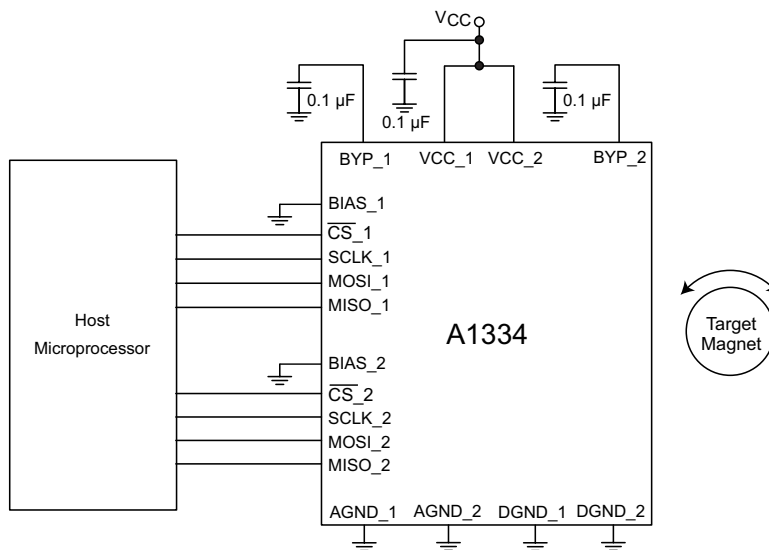 VCC
0.1 µF
0.1 µF
0.1 µF
BYP_1
VCC_1
VCC_2
BYP_2
BIAS_1
CS_1
SCLK_1
MOSI_1
MISO_1
Host
Microprocessor
A1334
Target
Magnet
BIAS_2
CS_2
SCLK_2
MOSI_2
MISO_2
AGND_1
AGND_2
DGND_1
DGND_2